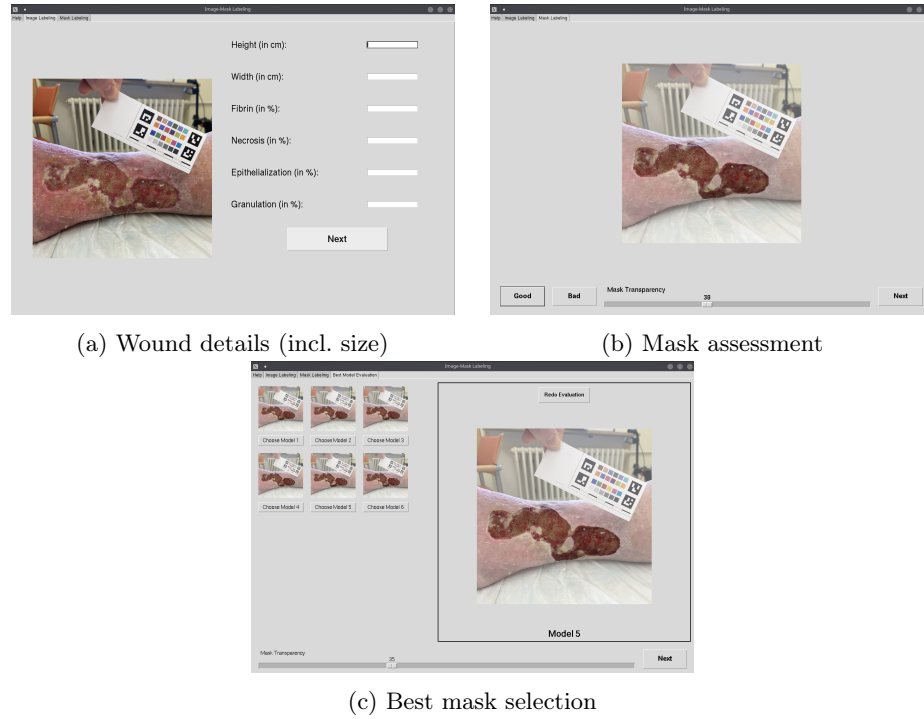 Image-Mask Labeling
Help Image Labeling Mask Labeling
Height (in cm):
Width (in cm):
Fibrin (in %):
Necrosis (in %):
Epithelialization (in %):
Granulation (in %):
Next
(a) Wound details (incl. size)
Image-Mask Labeling
Help Image Labeling Mask Labeling
Good Bad Mask Transparency Next
38
(b) Mask assessment
Image-Mask Labeling
Help Image Labeling Mask Labeling Best Model Evaluation
Choose Model 1 Choose Model 2 Choose Model 3
Choose Model 4 Choose Model 5 Choose Model 6
Redo Evaluation
Model 5
Mask Transparency
35
Next
(c) Best mask selection